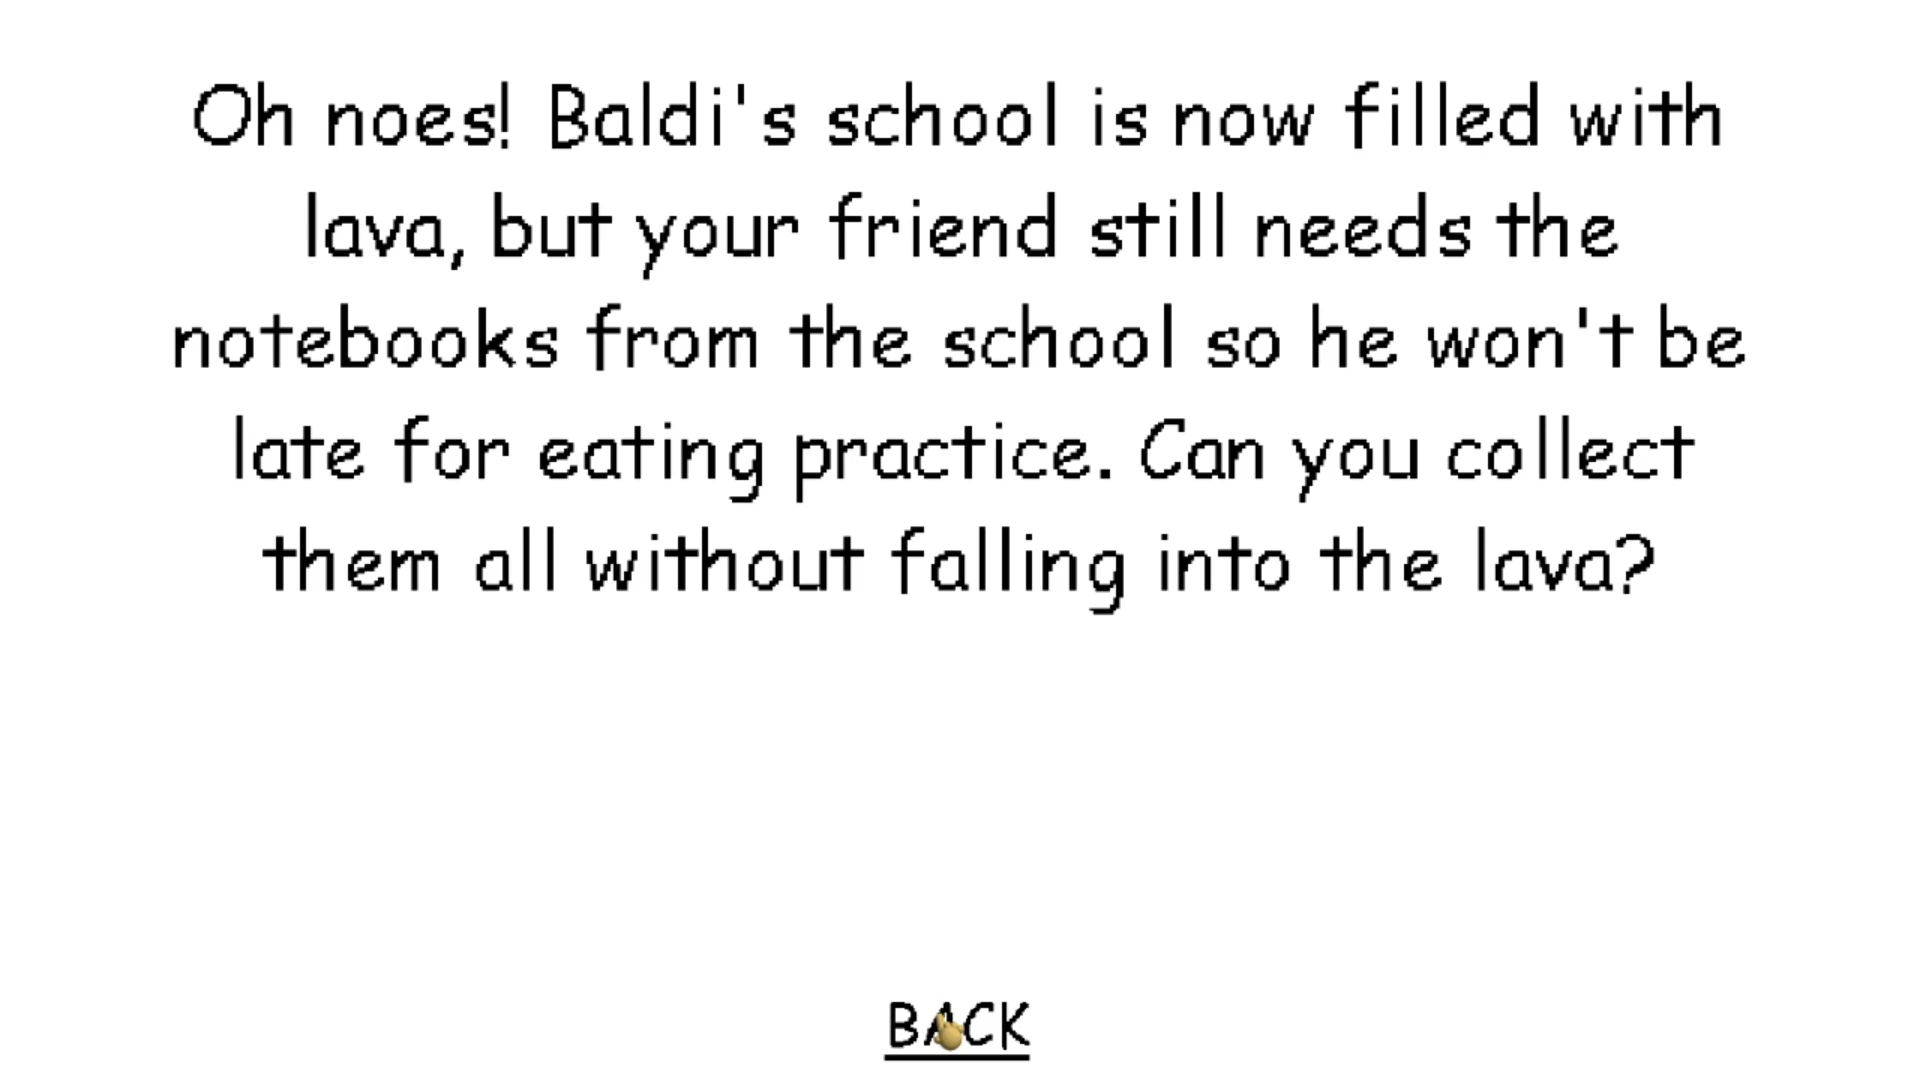 Oh noes! Baldi's school is now filled with
lava, but your friend still needs the
notebooks from the school so he won't be
late for eating practice. Can you collect
them all without falling into the lava?
BACK